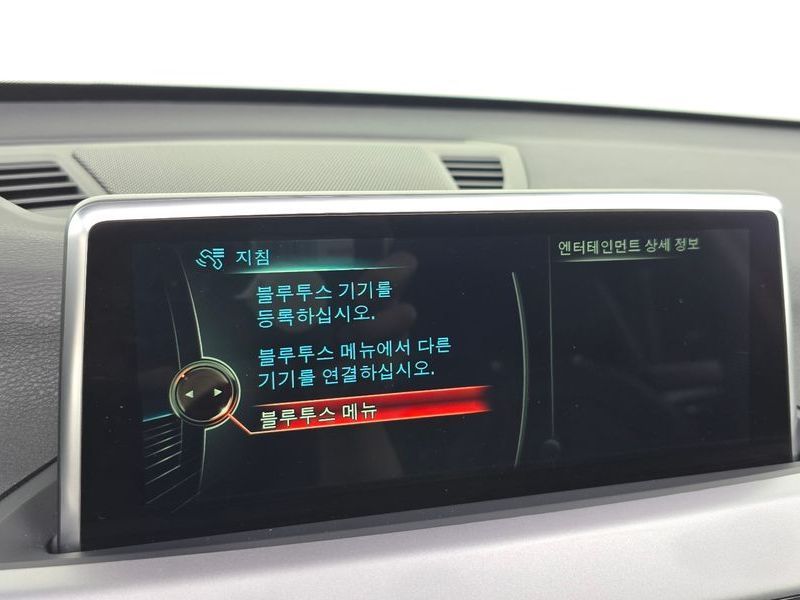 지침
엔터테인먼트 상세 정보
블루투스 기기를
등록하십시오.
블루투스 메뉴에서 다른
기기를 연결하십시오.
블루투스 메뉴